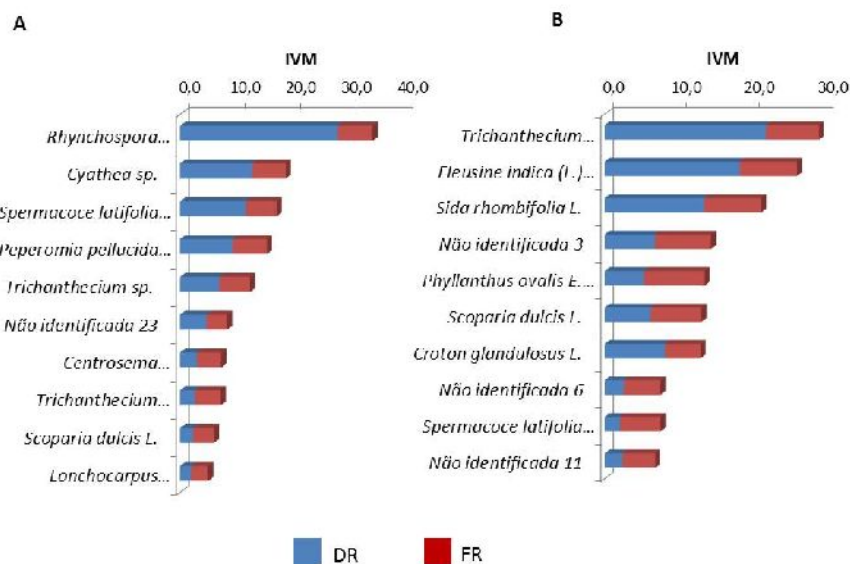 A
IVM
0,0 10,0 20,0 30,0 40,0
Rhynchospora...
Cyathea sp.
Spermacoce latifolia...
Peperomia pellucida...
Trichanthecium sp.
Não identificada 23
Centrosema...
Trichanthecium...
Scoparia dulcis L.
Lonchocarpus...
B
IVM
0,0 10,0 20,0 30,0
Trichanthecium...
Eleusine indica (L.)...
Sida rhombifolia L.
Não identificada 3
Phyllanthus ovalis E....
Scoparia dulcis L.
Croton glandulosus L.
Não identificada 6
Spermacoce latifolia...
Não identificada 11
DR FR